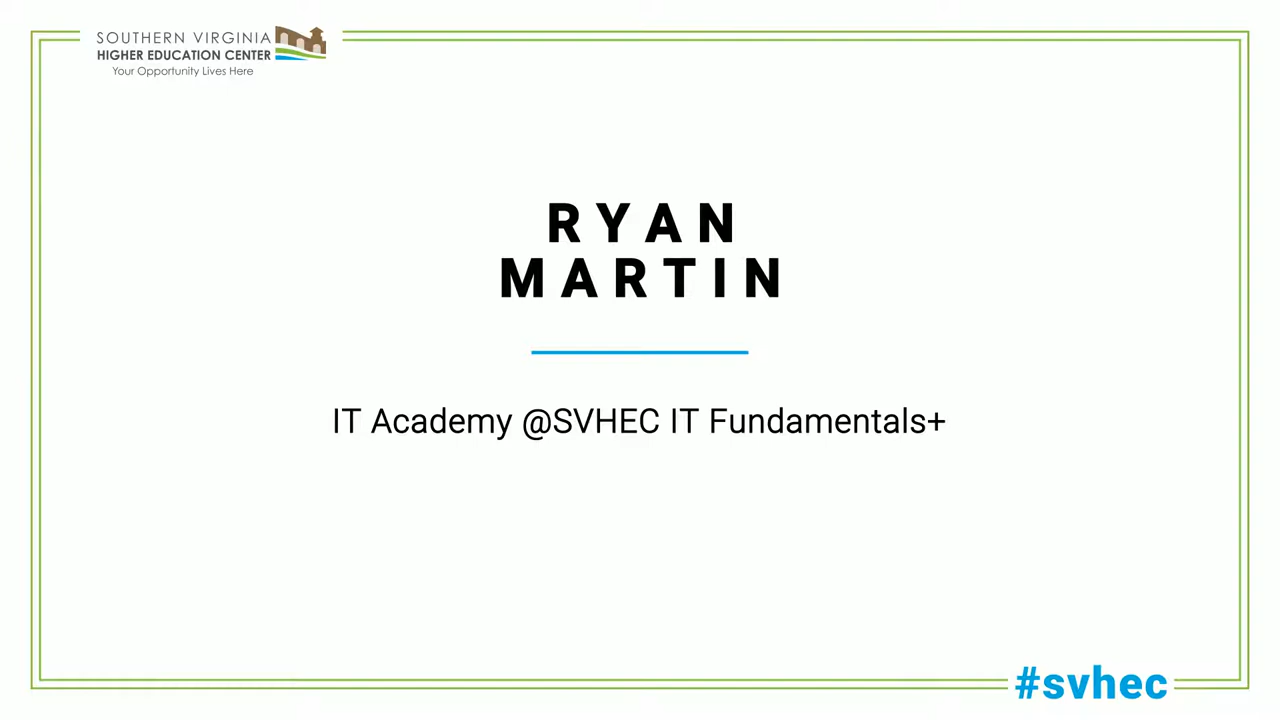 SOUTHERN VIRGINIA
HIGHER EDUCATION CENTER
Your Opportunity Lives Here
RYAN
MARTIN
IT Academy @SVHEC IT Fundamentals+
#svhec